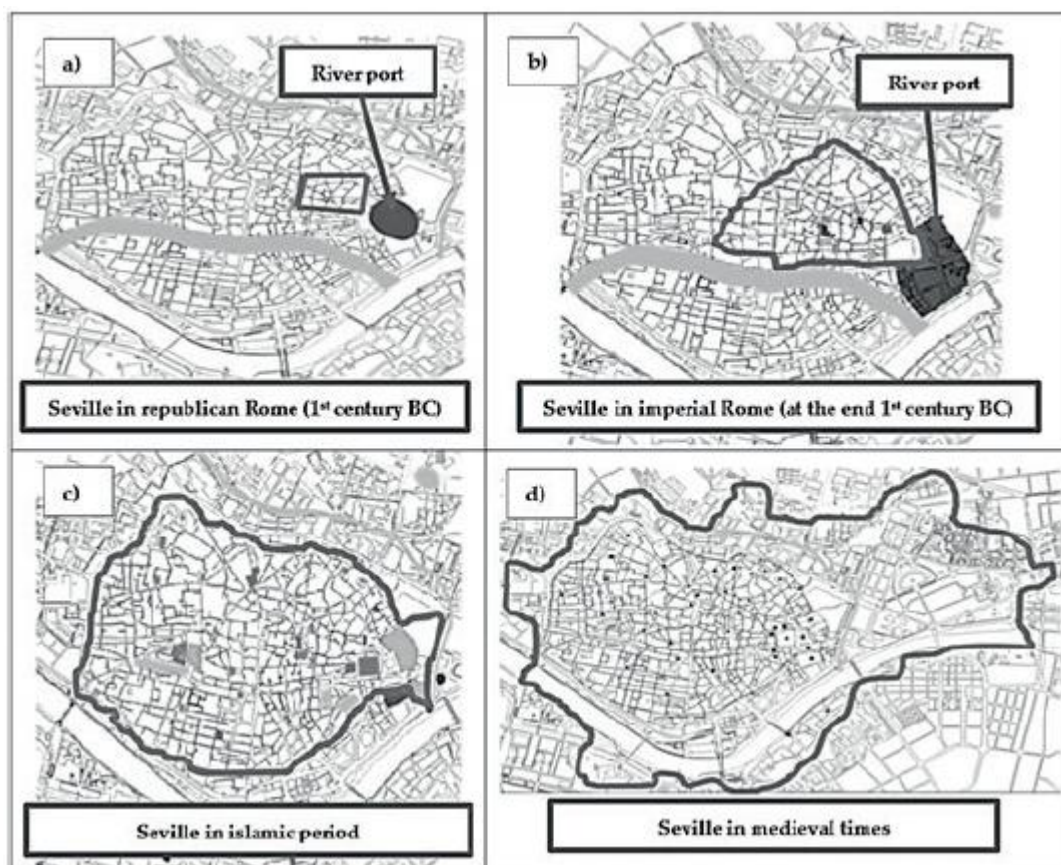 a)
River port
Seville in republican Rome (1st century BC)
b)
River port
Seville in imperial Rome (at the end 1st century BC)
c)
Seville in islamic period
d)
Seville in medieval times